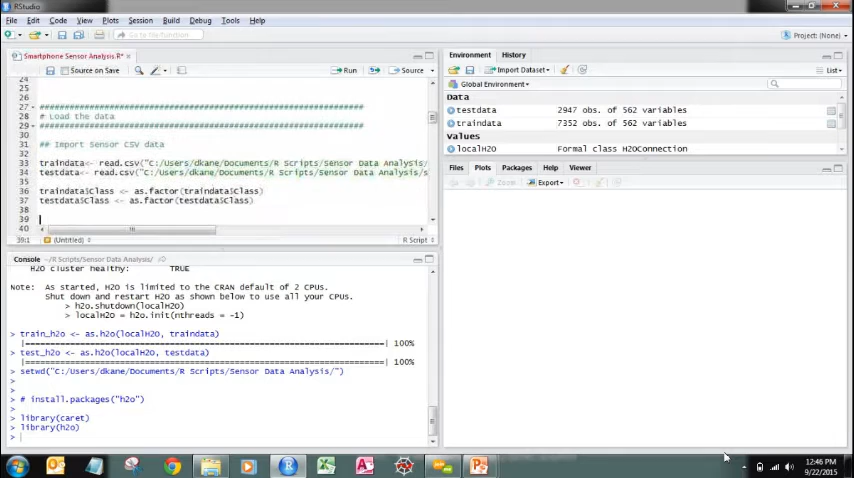 RStudio
File Edit Code View Plots Session Build Debug Tools Help
Go to file/function
Project: (None)
Smartphone Sensor Analysis.R*
Source on Save
Run
Source
24
25
26
27 ####################################################################
28 # Load the data
29 ####################################################################
30
31 ## Import Sensor CSV data
32
33 traindata<- read.csv("C:/Users/dkane/Documents/R Scripts/Sensor Data Analysis/
34 testdata<- read.csv("C:/Users/dkane/Documents/R Scripts/Sensor Data Analysis/s
35
36 traindata$Class <- as.factor(traindata$Class)
37 testdata$Class <- as.factor(testdata$Class)
38
39
40
39:1 (Untitled) R Script
Console ~/R Scripts/Sensor Data Analysis/
H2O cluster healthy: TRUE
Note: As started, H2O is limited to the CRAN default of 2 CPUs.
Shut down and restart H2O as shown below to use all your CPUs.
> h2o.shutdown(localH2O)
> localH2O = h2o.init(nthreads = -1)
> train_h2o <- as.h2o(localH2O, traindata)
|======================================================================| 100%
> test_h2o <- as.h2o(localH2O, testdata)
|======================================================================| 100%
> setwd("C:/Users/dkane/Documents/R Scripts/Sensor Data Analysis/")
>
>
> # install.packages("h2o")
>
> library(caret)
> library(h2o)
>
Environment History
Import Dataset List
Global Environment
Data
testdata 2947 obs. of 562 variables
traindata 7352 obs. of 562 variables
Values
localH2O Formal class H2OConnection
Files Plots Packages Help Viewer
Zoom Export
12:46 PM
9/22/2015